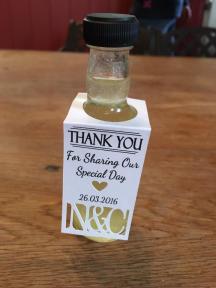 THANK YOU
For Sharing Our
Special Day
26.03.2016
N&C